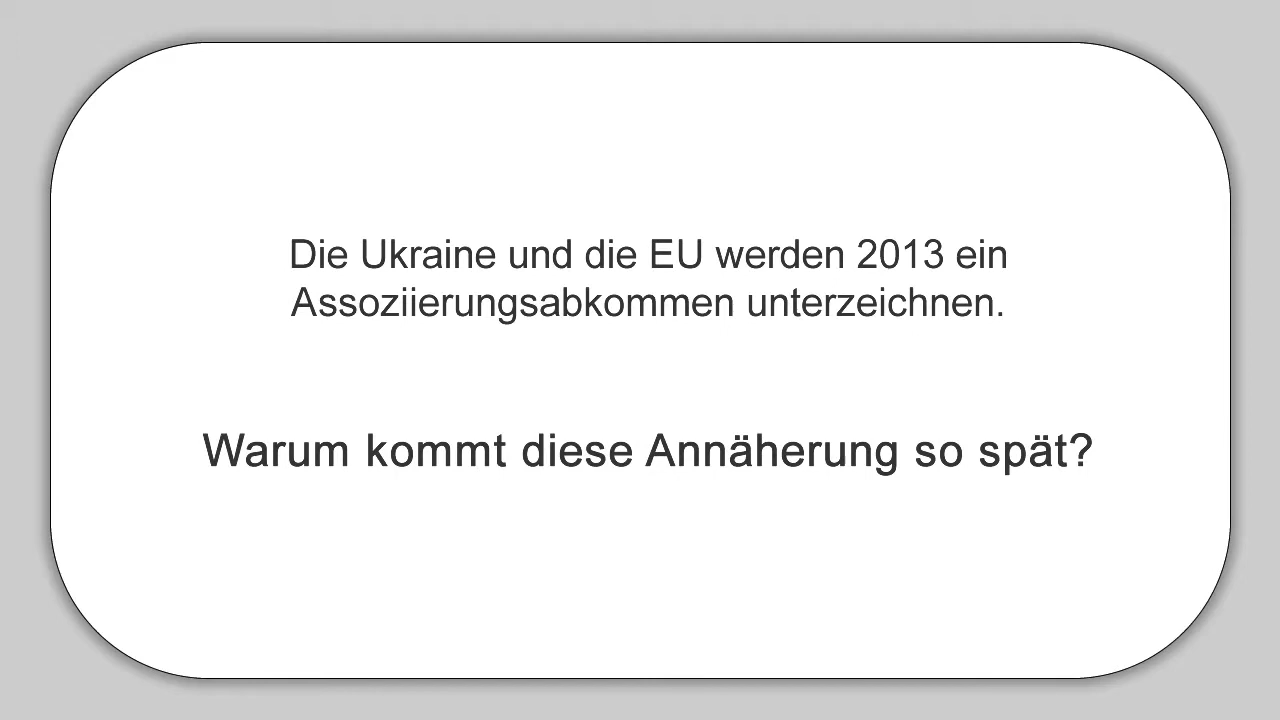 Die Ukraine und die EU werden 2013 ein
Assoziierungsabkommen unterzeichnen.
Warum kommt diese Annäherung so spät?